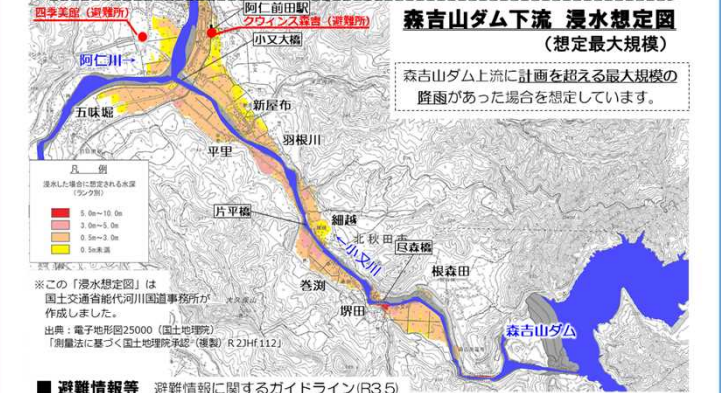 四季美館（避難所）
阿仁前田駅
クウィンス森吉（避難所）
小又大橋
阿仁川→
森吉山ダム下流 浸水想定図
（想定最大規模）
森吉山ダム上流に計画を超える最大規模の
降雨があった場合を想定しています。
五味堀
新屋布
羽根川
平里
凡 例
浸水した場合に想定される水深
（ランク別）
5.0m～10.0m
3.0m～5.0m
0.5m～3.0m
0.5m未満
片平橋
細越
北秋田市
←小又川
尽森橋
根森田
巻渕
堺田
森吉山ダム
※この「浸水想定図」は
国土交通省能代河川国道事務所が
作成しました。
出典：電子地形図25000（国土地理院）
「測量法に基づく国土地理院承認（複製）R2JHf112」
■ 避難情報等 避難情報に関するガイドライン(R3.5)